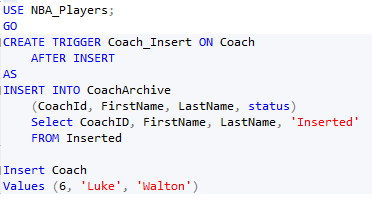 USE NBA_Players;
GO
CREATE TRIGGER Coach_Insert ON Coach
AFTER INSERT
AS
INSERT INTO CoachArchive
(CoachId, FirstName, LastName, status)
Select CoachID, FirstName, LastName, 'Inserted'
FROM Inserted
Insert Coach
Values (6, 'Luke', 'Walton')